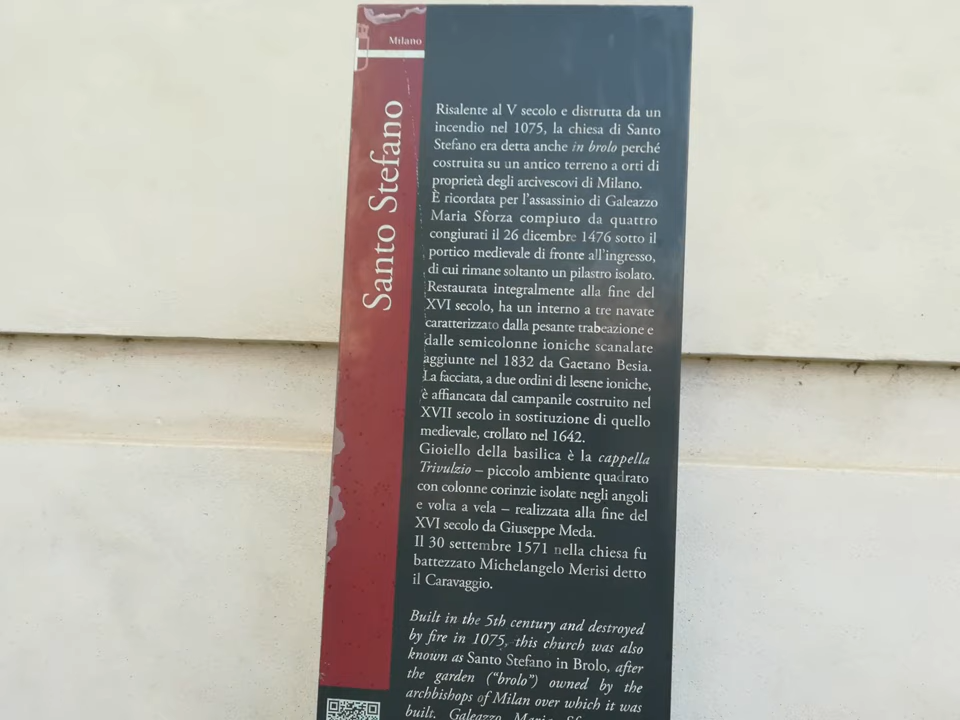 Milano
Santo Stefano
Risalente al V secolo e distrutta da un
incendio nel 1075, la chiesa di Santo
Stefano era detta anche in brolo perché
costruita su un antico terreno a orti di
proprietà degli arcivescovi di Milano.
È ricordata per l'assassinio di Galeazzo
Maria Sforza compiuto da quattro
congiurati il 26 dicembre 1476 sotto il
portico medievale di fronte all'ingresso,
di cui rimane soltanto un pilastro isolato.
Restaurata integralmente alla fine del
XVI secolo, ha un interno a tre navate
caratterizzato dalla pesante trabeazione e
dalle semicolonne ioniche scanalate
aggiunte nel 1832 da Gaetano Besia.
La facciata, a due ordini di lesene ioniche,
è affiancata dal campanile costruito nel
XVII secolo in sostituzione di quello
medievale, crollato nel 1642.
Gioiello della basilica è la cappella
Trivulzio – piccolo ambiente quadrato
con colonne corinzie isolate negli angoli
e volta a vela – realizzata alla fine del
XVI secolo da Giuseppe Meda.
Il 30 settembre 1571 nella chiesa fu
battezzato Michelangelo Merisi detto
il Caravaggio.
Built in the 5th century and destroyed
by fire in 1075, this church was also
known as Santo Stefano in Brolo, after
the garden ("brolo") owned by the
archbishops of Milan over which it was
built. Galeazzo Maria